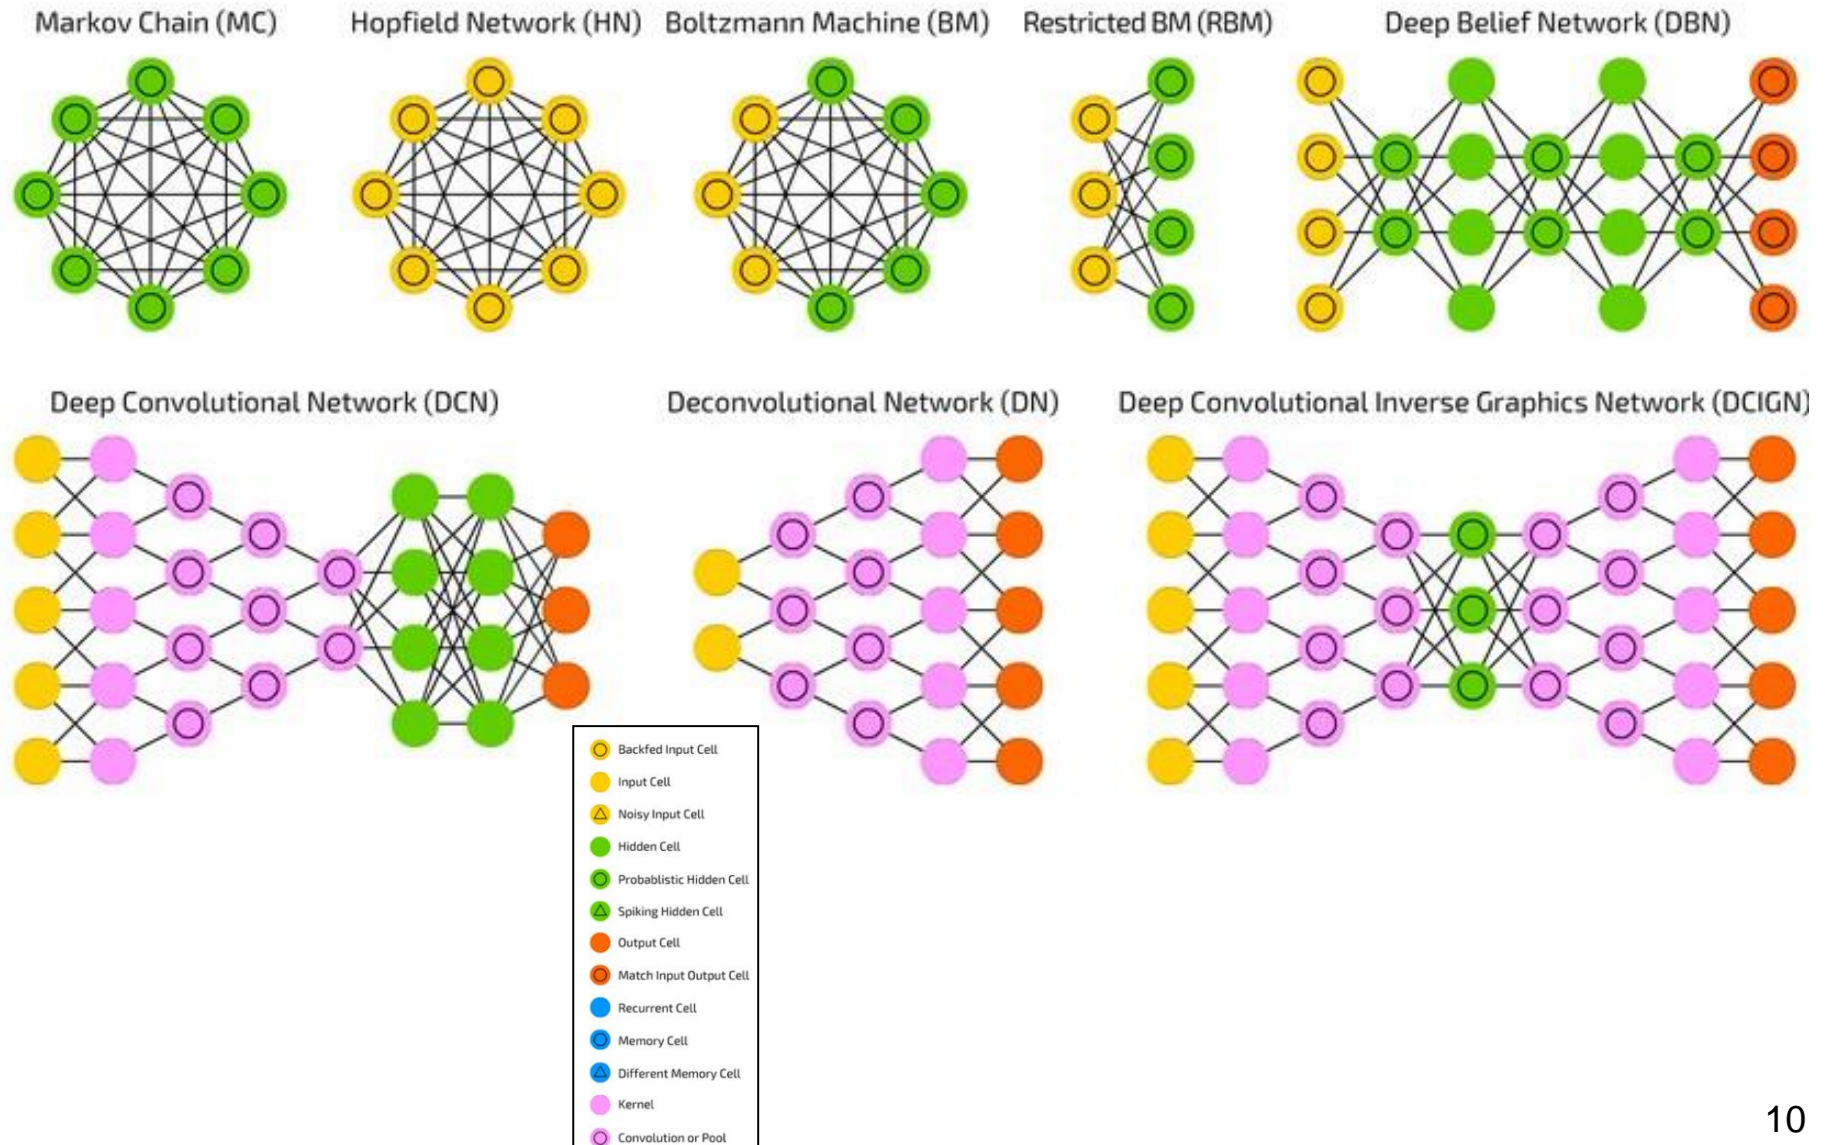 Markov Chain (MC)
Hopfield Network (HN)
Boltzmann Machine (BM)
Restricted BM (RBM)
Deep Belief Network (DBN)
Deep Convolutional Network (DCN)
Deconvolutional Network (DN)
Deep Convolutional Inverse Graphics Network (DCIGN)
Backfed Input Cell
Input Cell
Noisy Input Cell
Hidden Cell
Probablistic Hidden Cell
Spiking Hidden Cell
Output Cell
Match Input Output Cell
Recurrent Cell
Memory Cell
Different Memory Cell
Kernel
Convolution or Pool
10